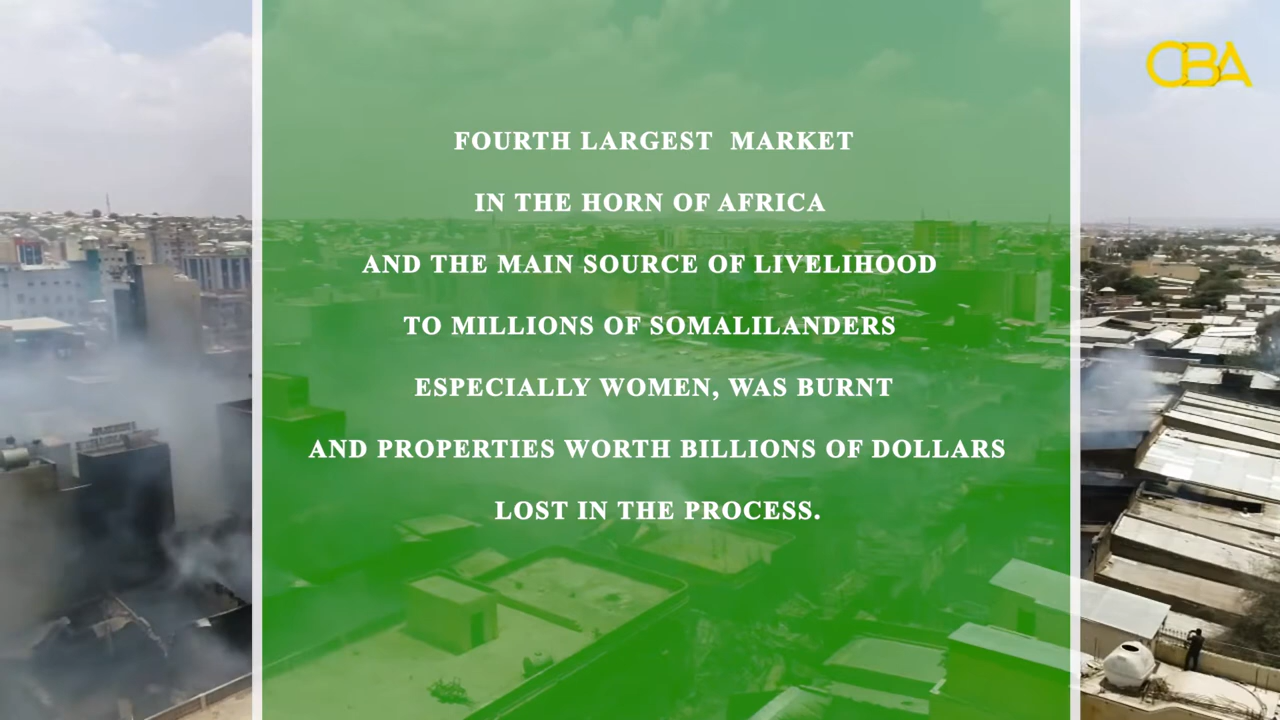 CBA
FOURTH LARGEST MARKET
IN THE HORN OF AFRICA
AND THE MAIN SOURCE OF LIVELIHOOD
TO MILLIONS OF SOMALILANDERS
ESPECIALLY WOMEN, WAS BURNT
AND PROPERTIES WORTH BILLIONS OF DOLLARS
LOST IN THE PROCESS.